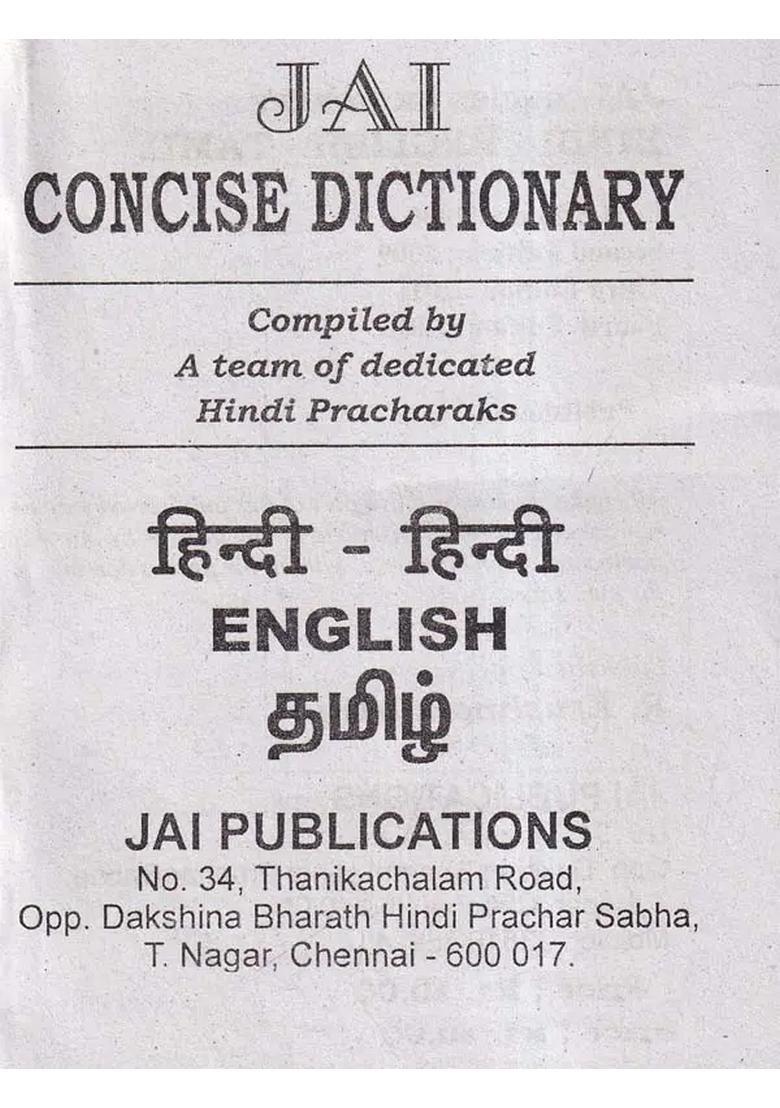 JAI
CONCISE DICTIONARY
Compiled by
A team of dedicated
Hindi Pracharaks
हिन्दी - हिन्दी
ENGLISH
தமிழ்
JAI PUBLICATIONS
No. 34, Thanikachalam Road,
Opp. Dakshina Bharath Hindi Prachar Sabha,
T. Nagar, Chennai - 600 017.